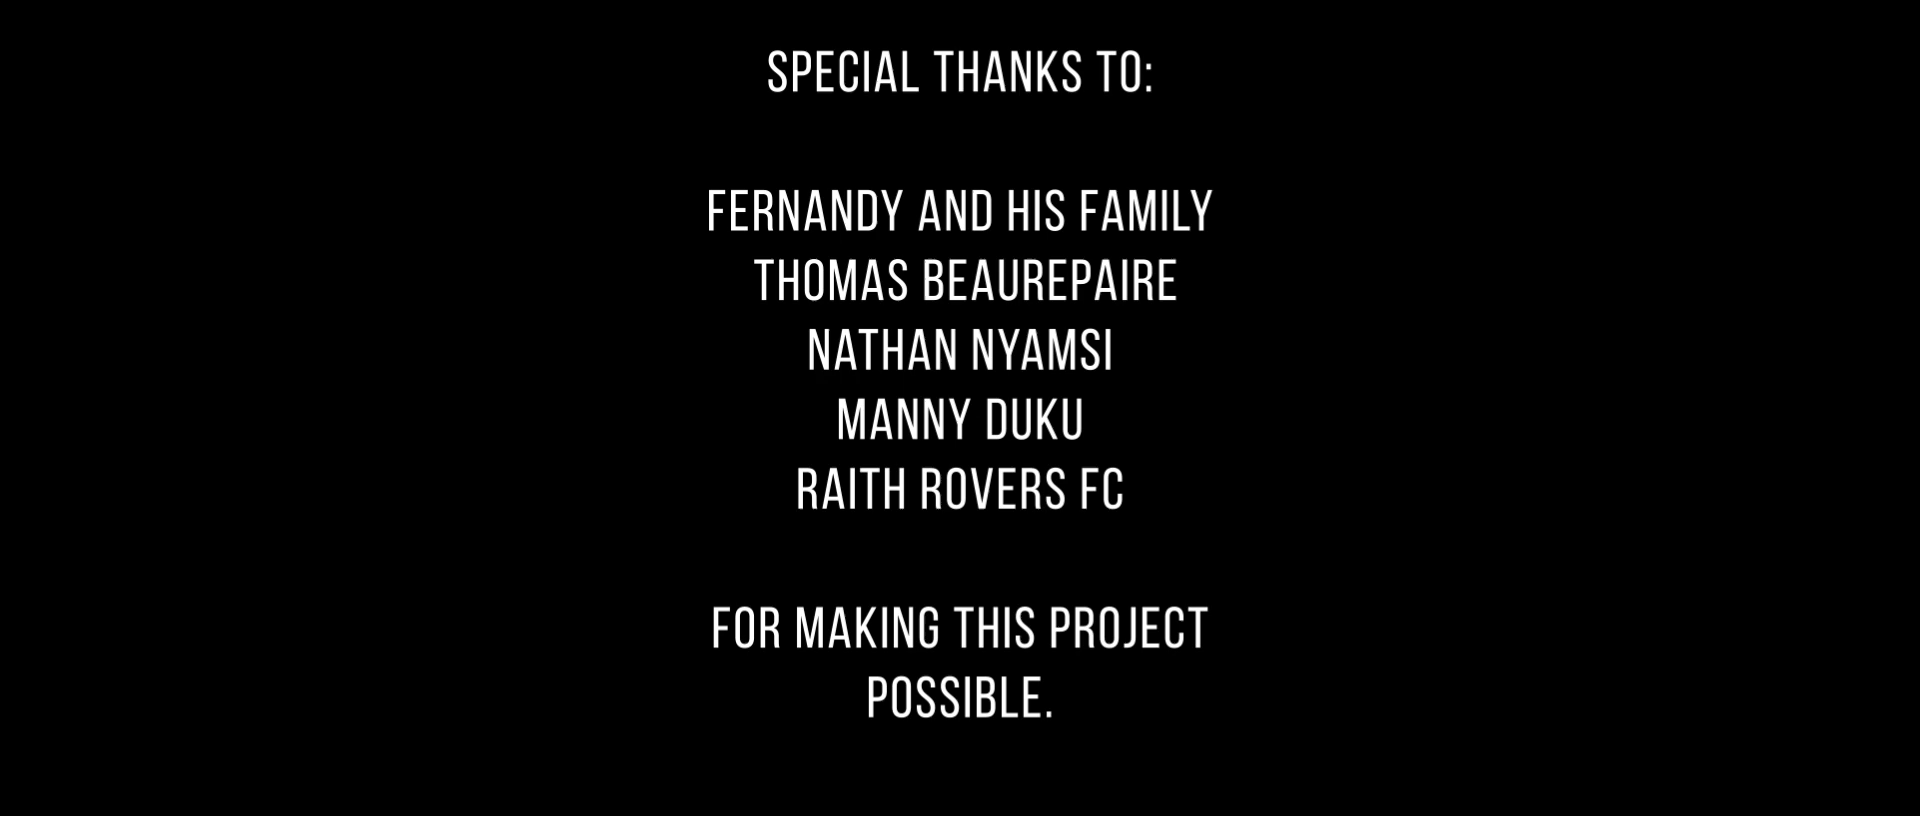 SPECIAL THANKS TO:
FERNANDY AND HIS FAMILY
THOMAS BEAUREPAIRE
NATHAN NYAMSI
MANNY DUKU
RAITH ROVERS FC
FOR MAKING THIS PROJECT
POSSIBLE.